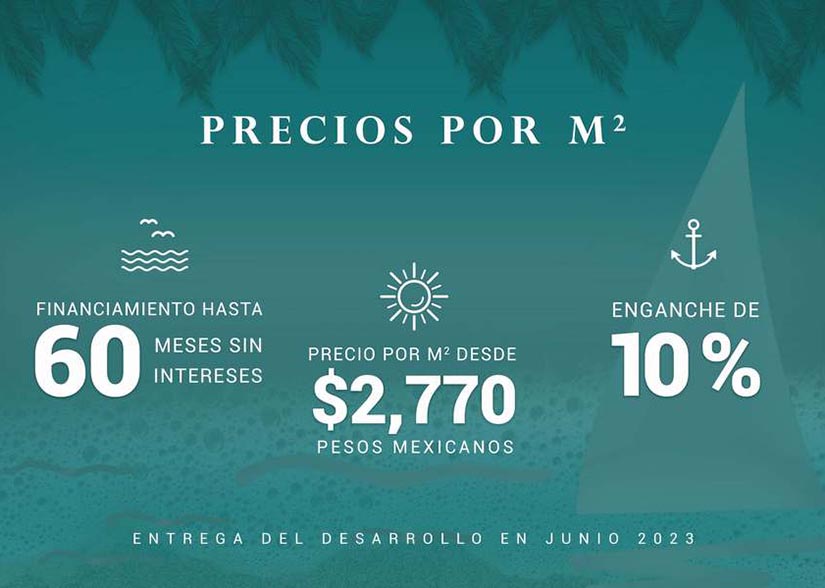 PRECIOS POR M²
FINANCIAMIENTO HASTA
60 MESES SIN
INTERESES
PRECIO POR M² DESDE
$2,770
PESOS MEXICANOS
ENGANCHE DE
10%
ENTREGA DEL DESARROLLO EN JUNIO 2023